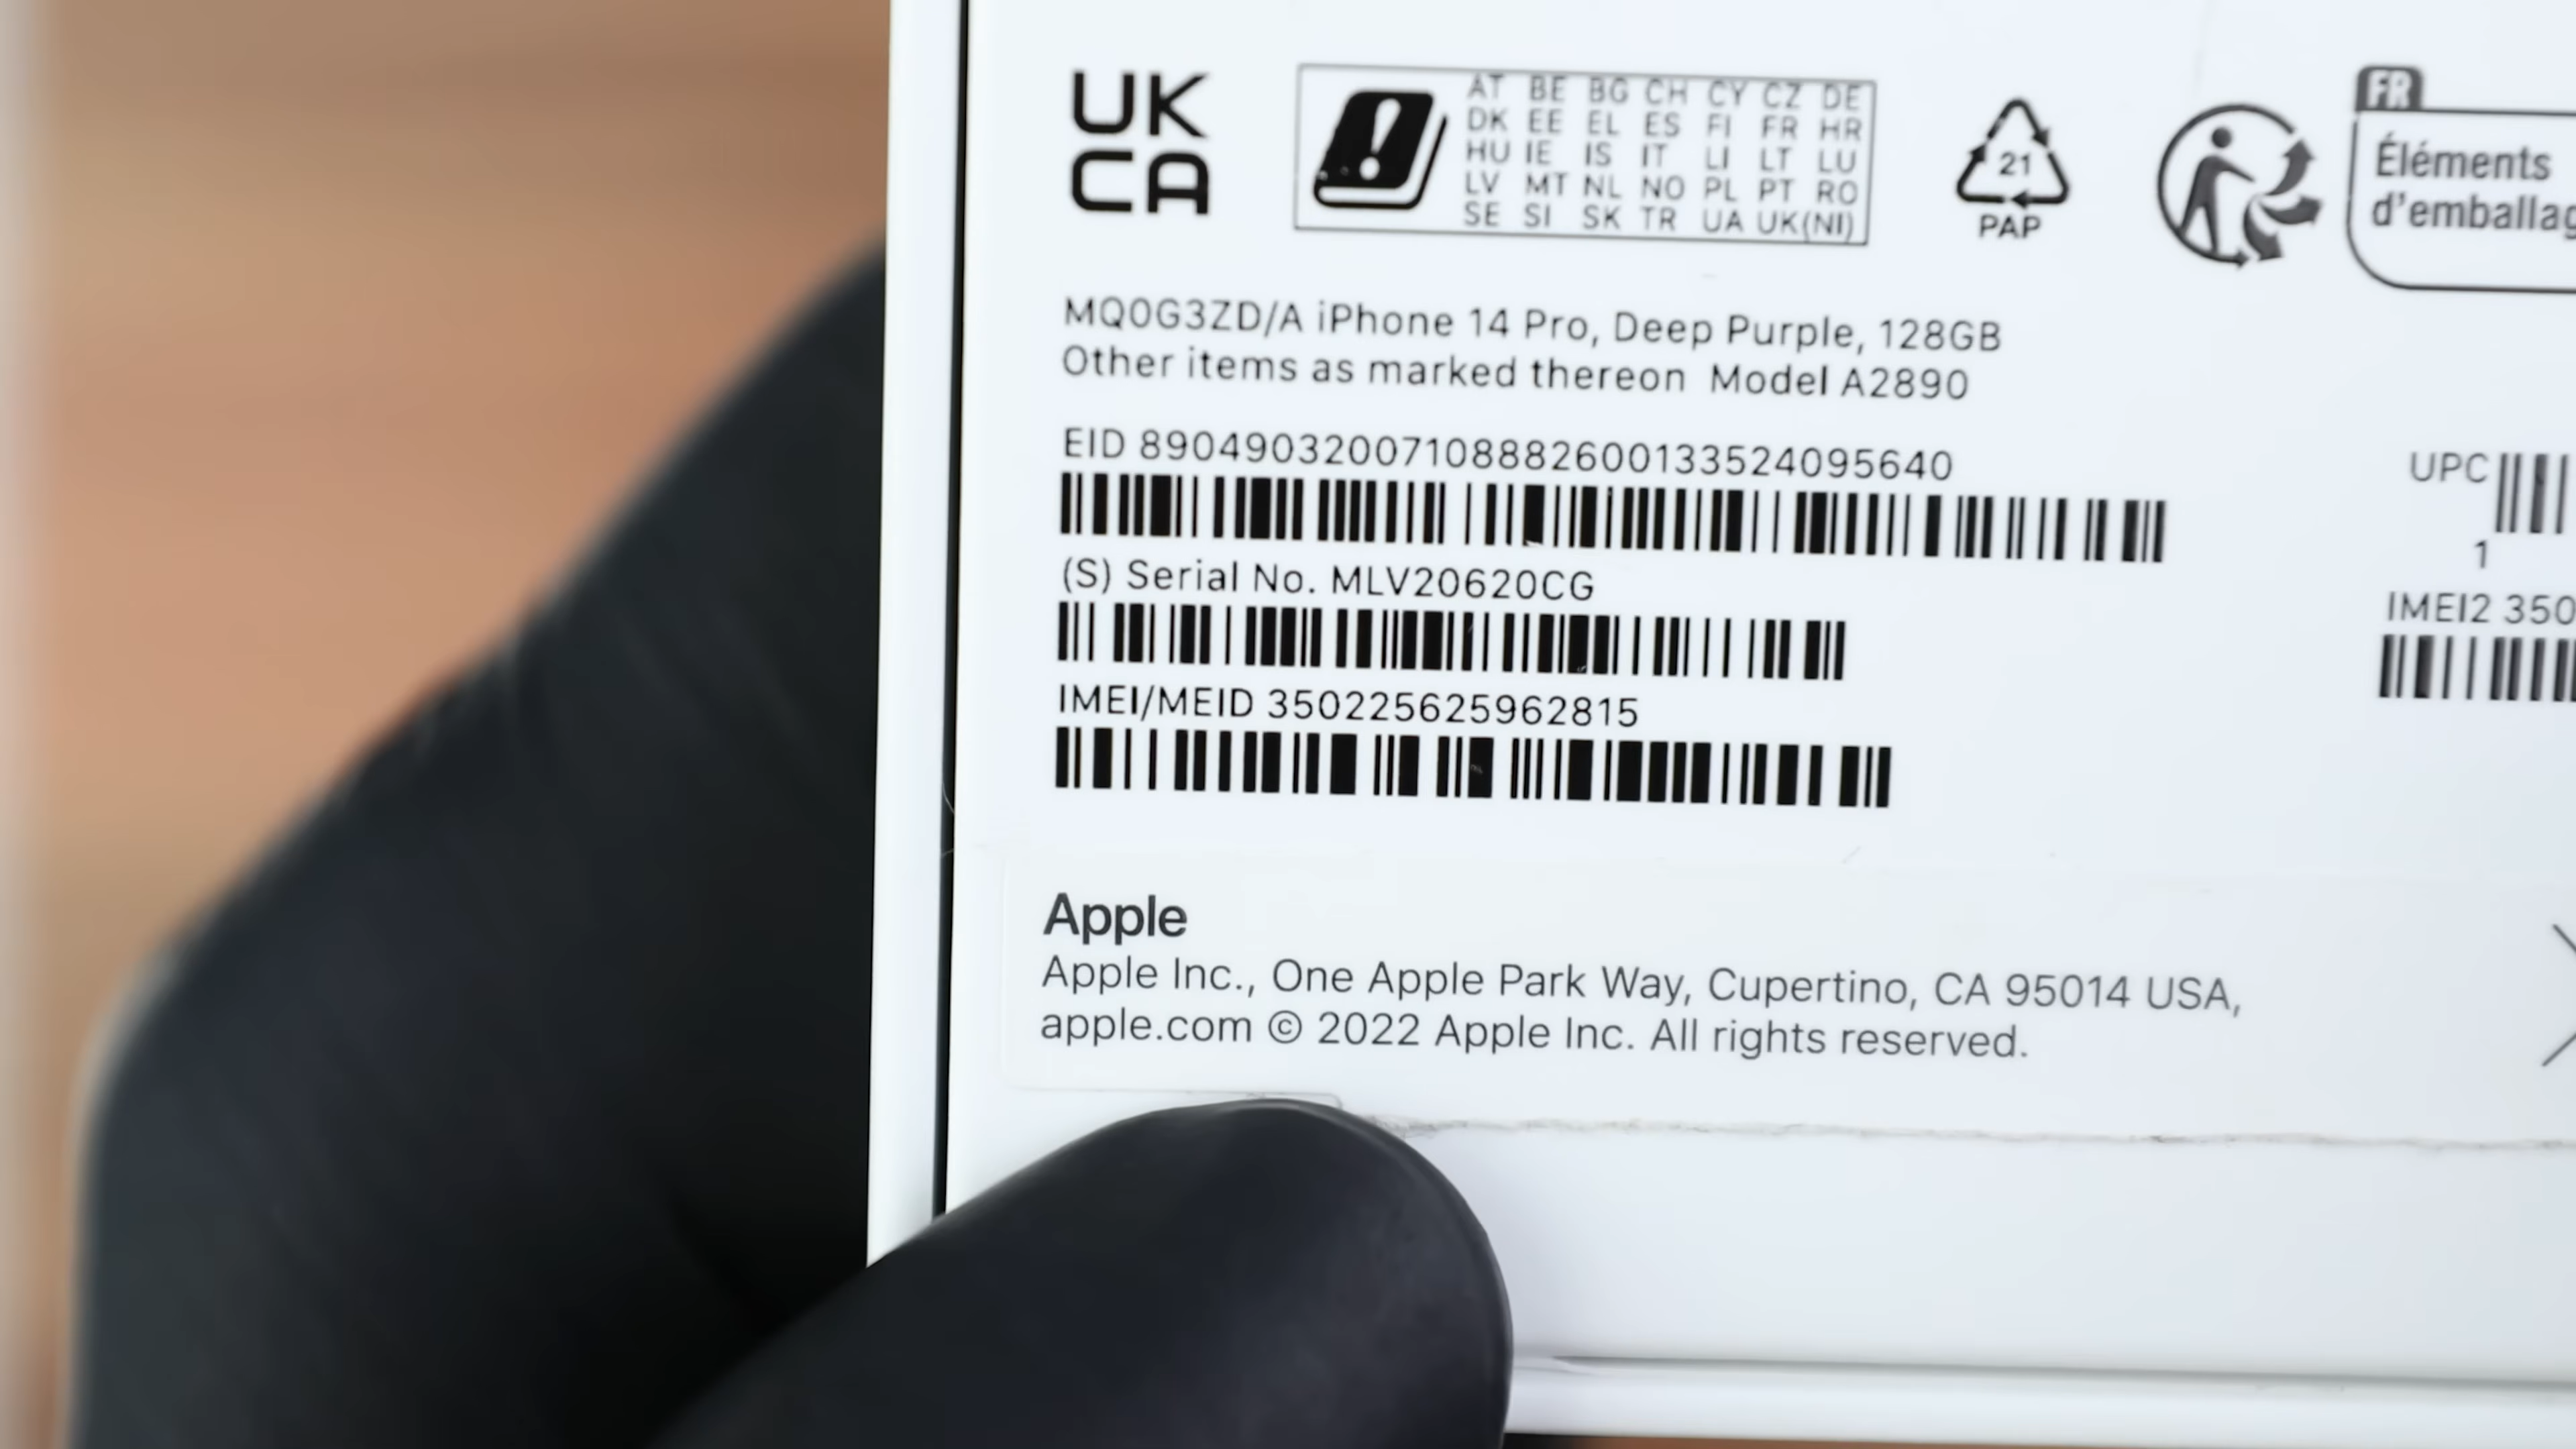 UK
CA
AT BE BG CH CY CZ DE
DK EE EL ES FI FR HR
HU IE IS IT LI LT LU
LV MT NL NO PL PT RO
SE SI SK TR UA UK(NI)
21
PAP
FR
Éléments
d'emballag
MQ0G3ZD/A iPhone 14 Pro, Deep Purple, 128GB
Other items as marked thereon Model A2890
EID 89049032007108882600133524095640
UPC
1
(S) Serial No. MLV20620CG
IMEI2 350
IMEI/MEID 350225625962815
Apple
Apple Inc., One Apple Park Way, Cupertino, CA 95014 USA,
apple.com © 2022 Apple Inc. All rights reserved.